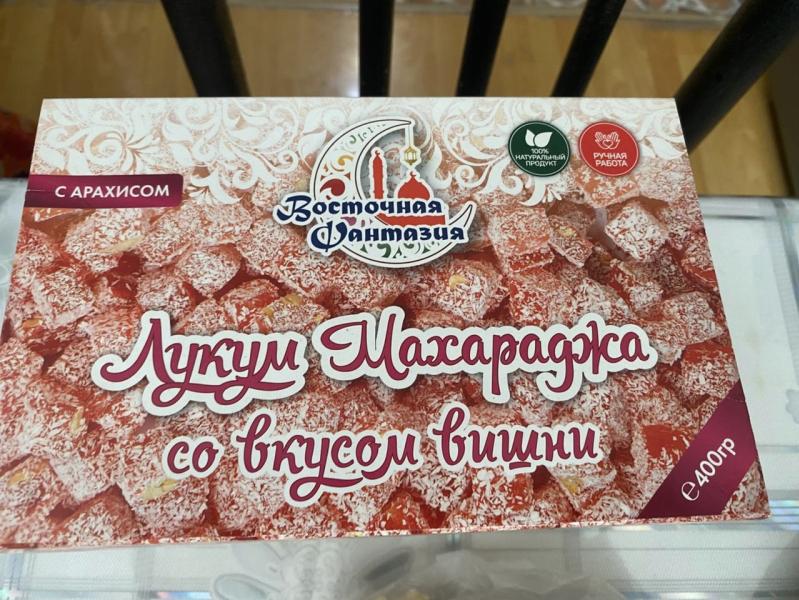 С АРАХИСОМ
Восточная
Фантазия
100%
НАТУРАЛЬНЫЙ
ПРОДУКТ
РУЧНАЯ
РАБОТА
Лукум Махараджа
со вкусом вишни
℮400гр